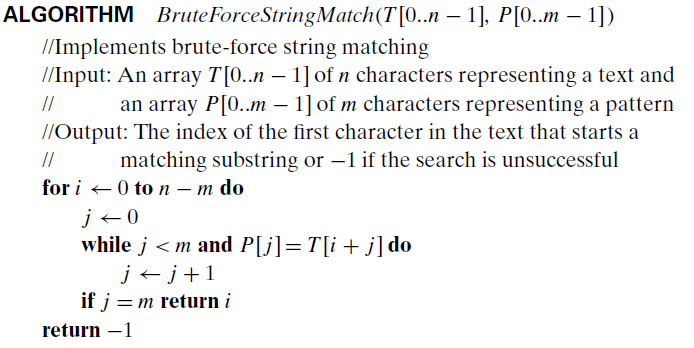 ALGORITHM BruteForceStringMatch(T[0..n − 1], P[0..m − 1])
//Implements brute-force string matching
//Input: An array T[0..n − 1] of n characters representing a text and
// an array P[0..m − 1] of m characters representing a pattern
//Output: The index of the first character in the text that starts a
// matching substring or −1 if the search is unsuccessful
for i ← 0 to n − m do
j ← 0
while j < m and P[j] = T[i + j] do
j ← j + 1
if j = m return i
return −1